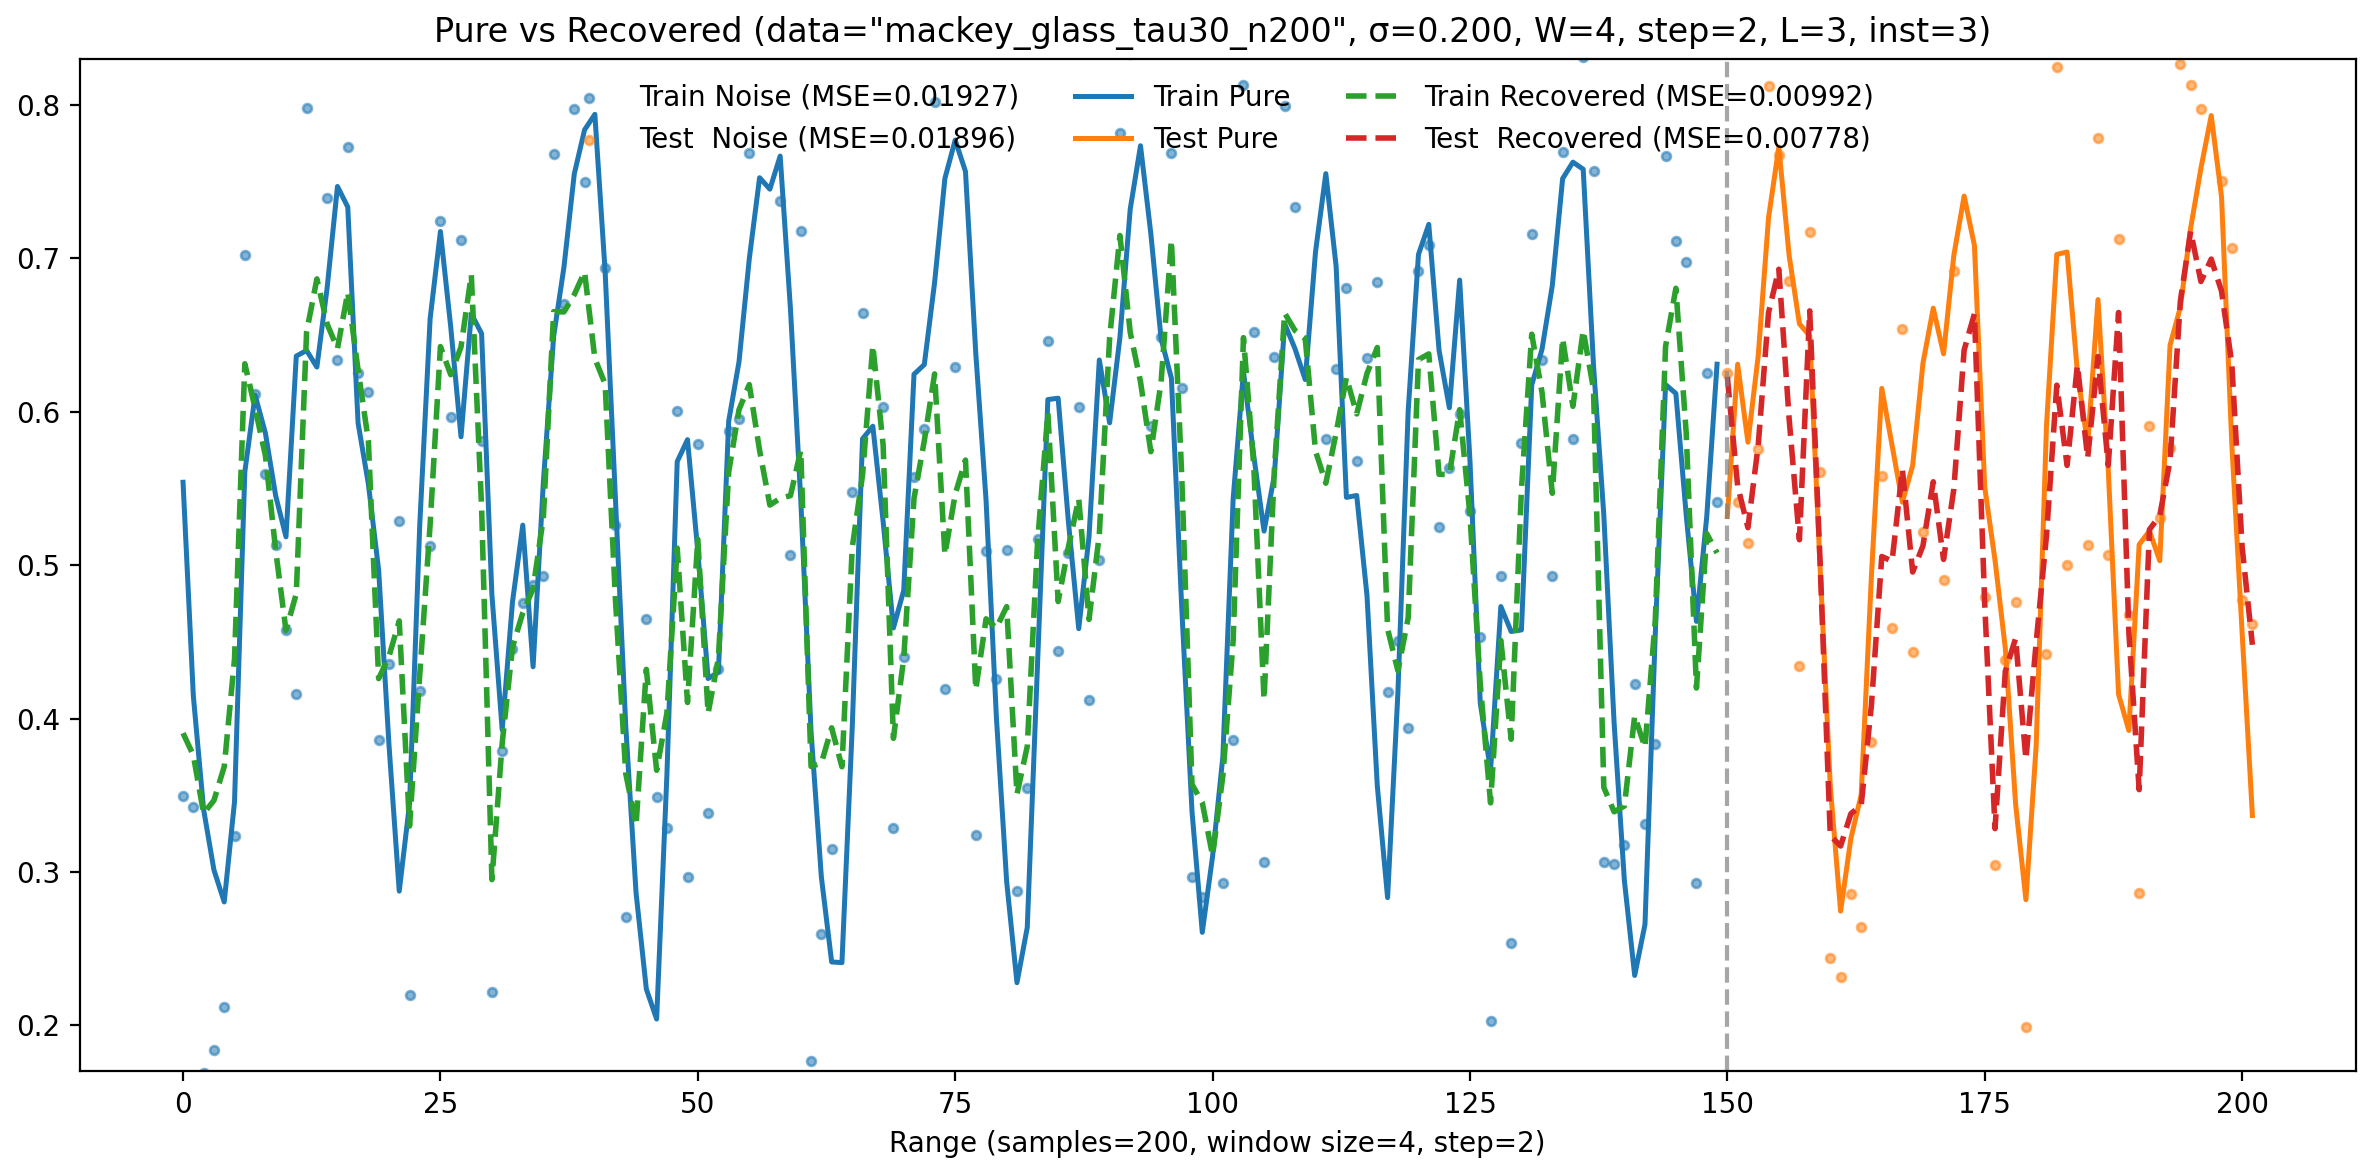 Pure vs Recovered (data="mackey_glass_tau30_n200", σ=0.200, W=4, step=2, L=3, inst=3)
Train Noise (MSE=0.01927) Train Pure Train Recovered (MSE=0.00992)
Test Noise (MSE=0.01896) Test Pure Test Recovered (MSE=0.00778)
0.8
0.7
0.6
0.5
0.4
0.3
0.2
0 25 50 75 100 125 150 175 200
Range (samples=200, window size=4, step=2)